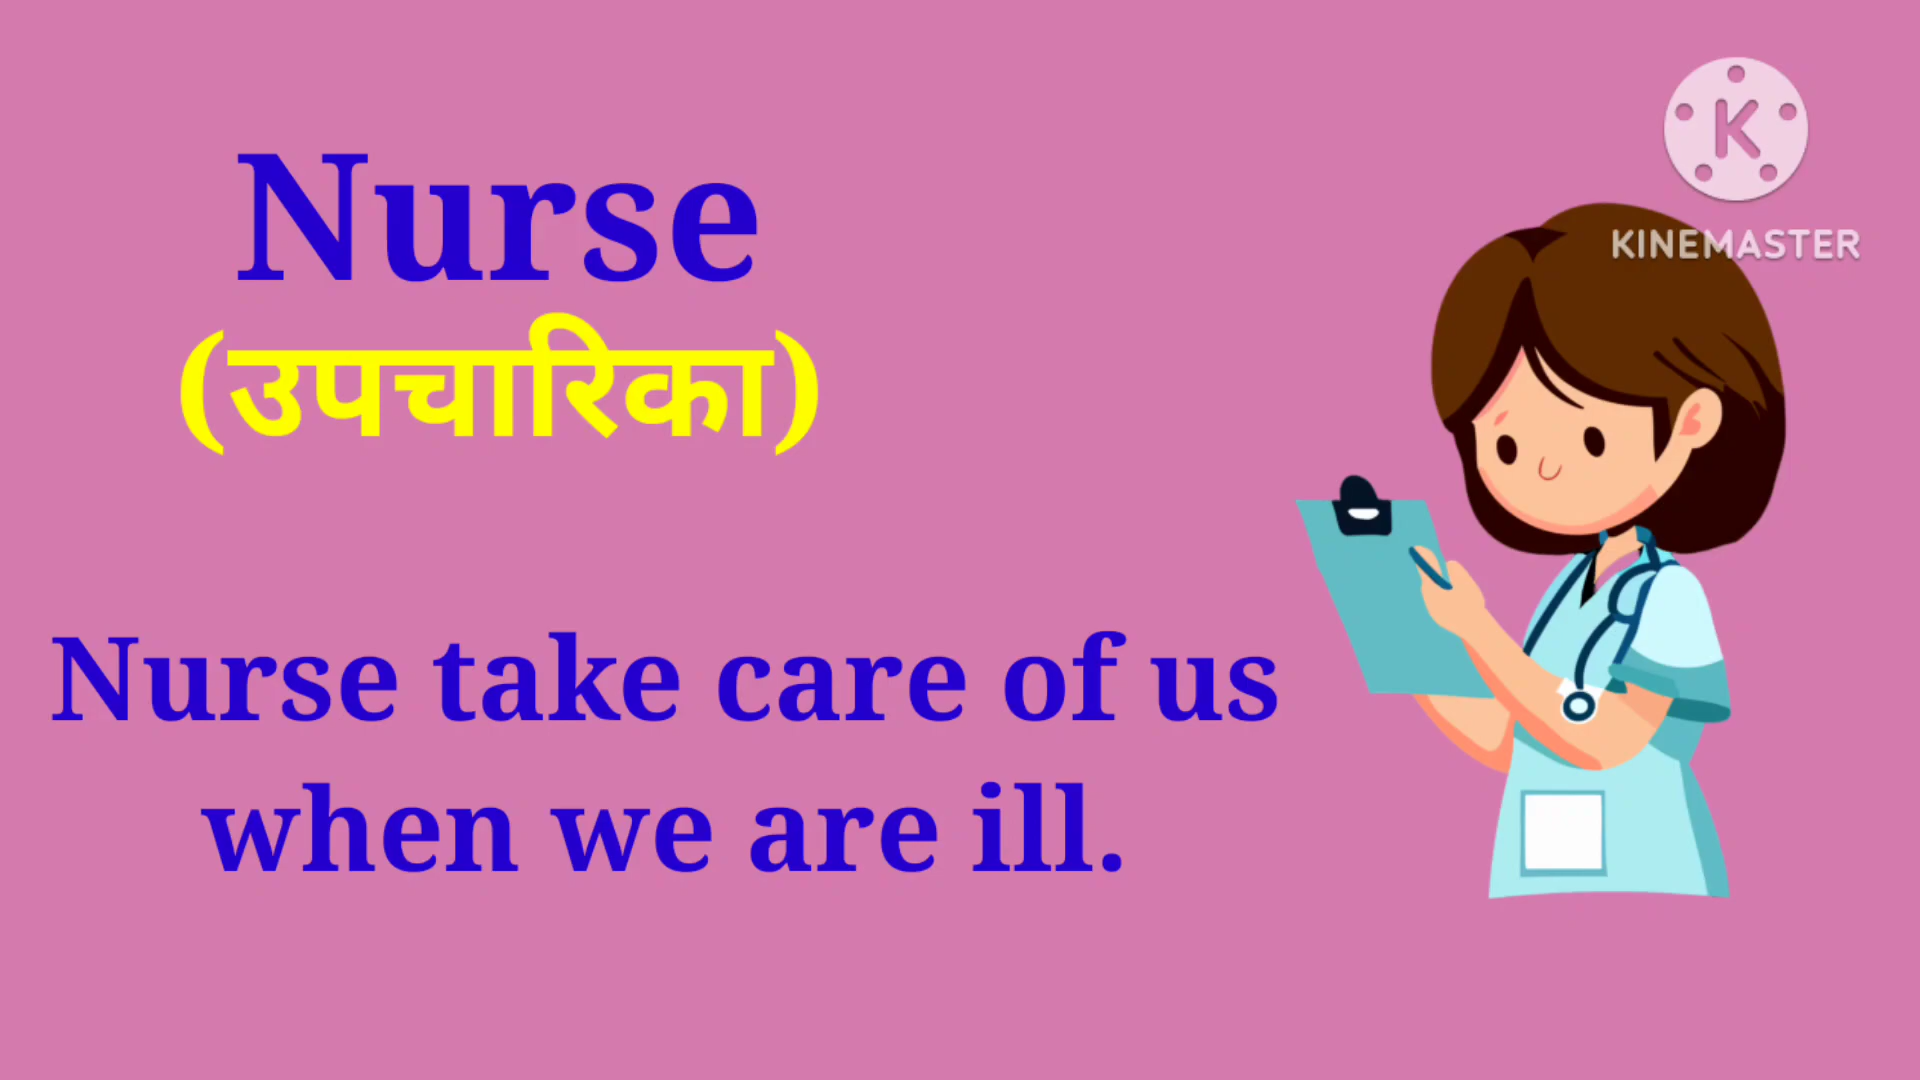 K
KINEMASTER
Nurse
(उपचारिका)
Nurse take care of us
when we are ill.